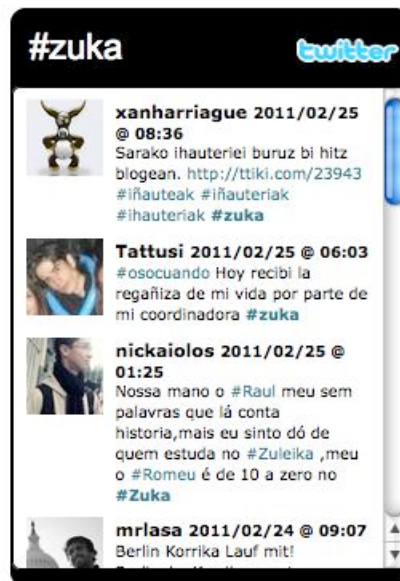 #zuka
twitter
xanharriague 2011/02/25
@ 08:36
Sarako ihauteriei buruz bi hitz
blogean. http://ttiki.com/23943
#iñauteak #iñauteriak
#ihauteriak #zuka
Tattusi 2011/02/25 @ 06:03
#osocuando Hoy recibi la
regañiza de mi vida por parte de
mi coordinadora #zuka
nickaiolos 2011/02/25 @
01:25
Nossa mano o #Raul meu sem
palavras que lá conta
historia,mais eu sinto dó de
quem estuda no #Zuleika ,meu
o #Romeu é de 10 a zero no
#Zuka
mrlasa 2011/02/24 @ 09:07
Berlin Korrika Lauf mit!